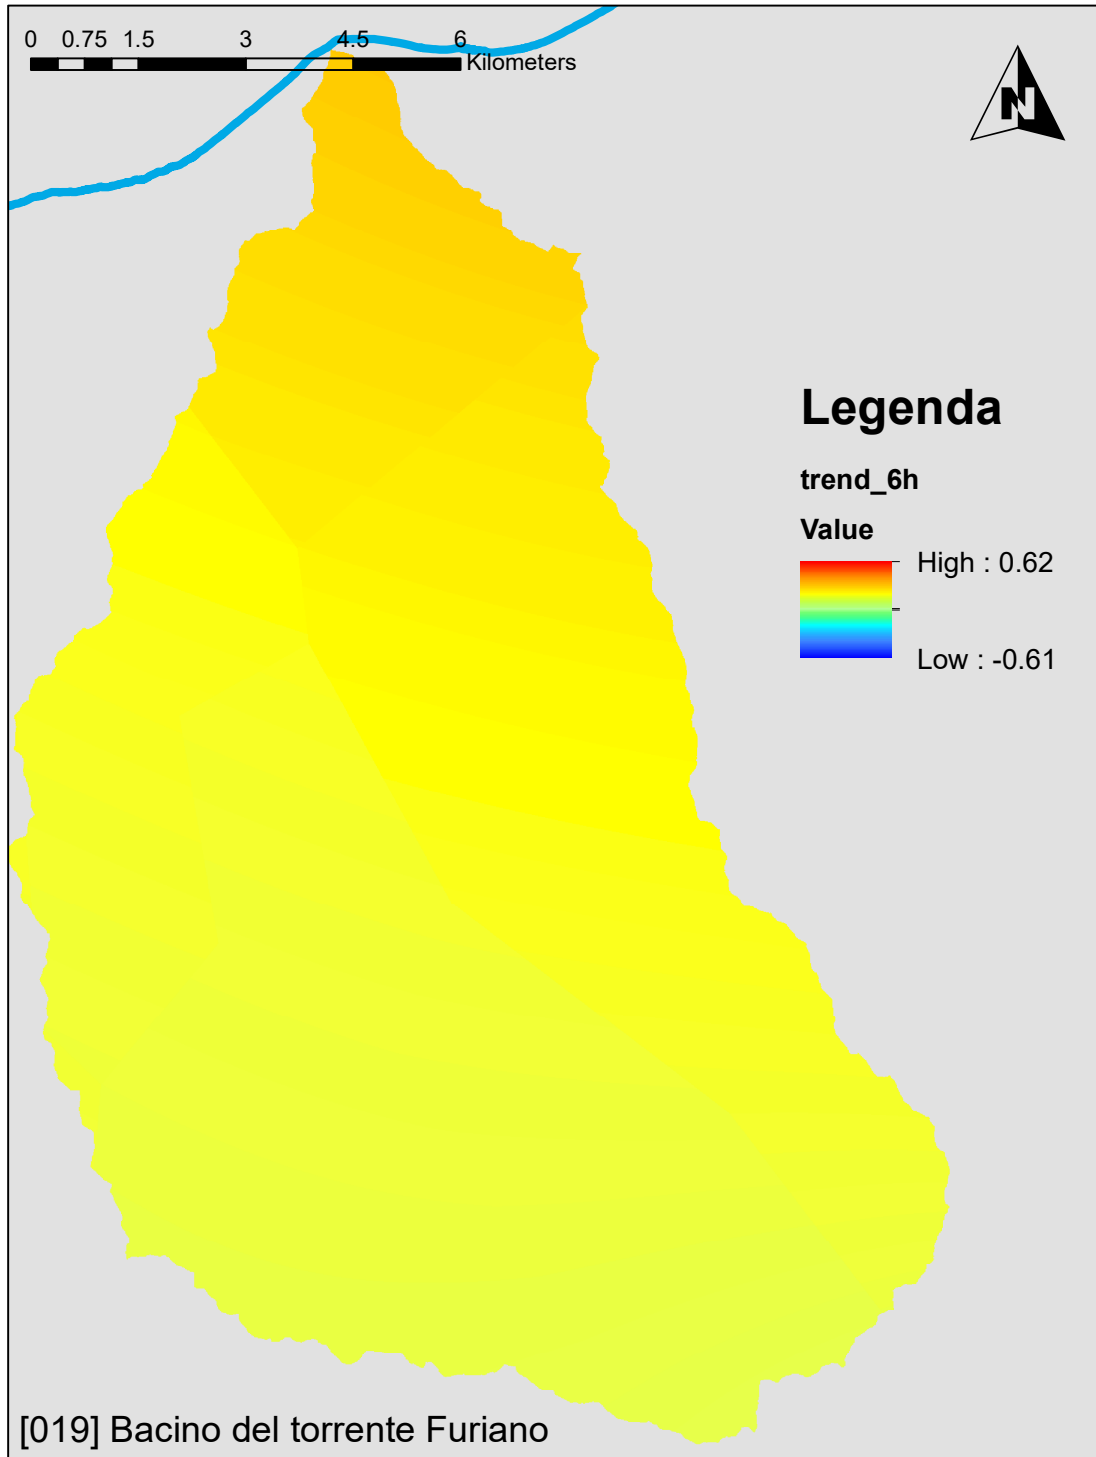 0 0.75 1.5 3 4.5 6
Kilometers
N
Legenda
trend_6h
Value
High : 0.62
Low : -0.61
[019] Bacino del torrente Furiano